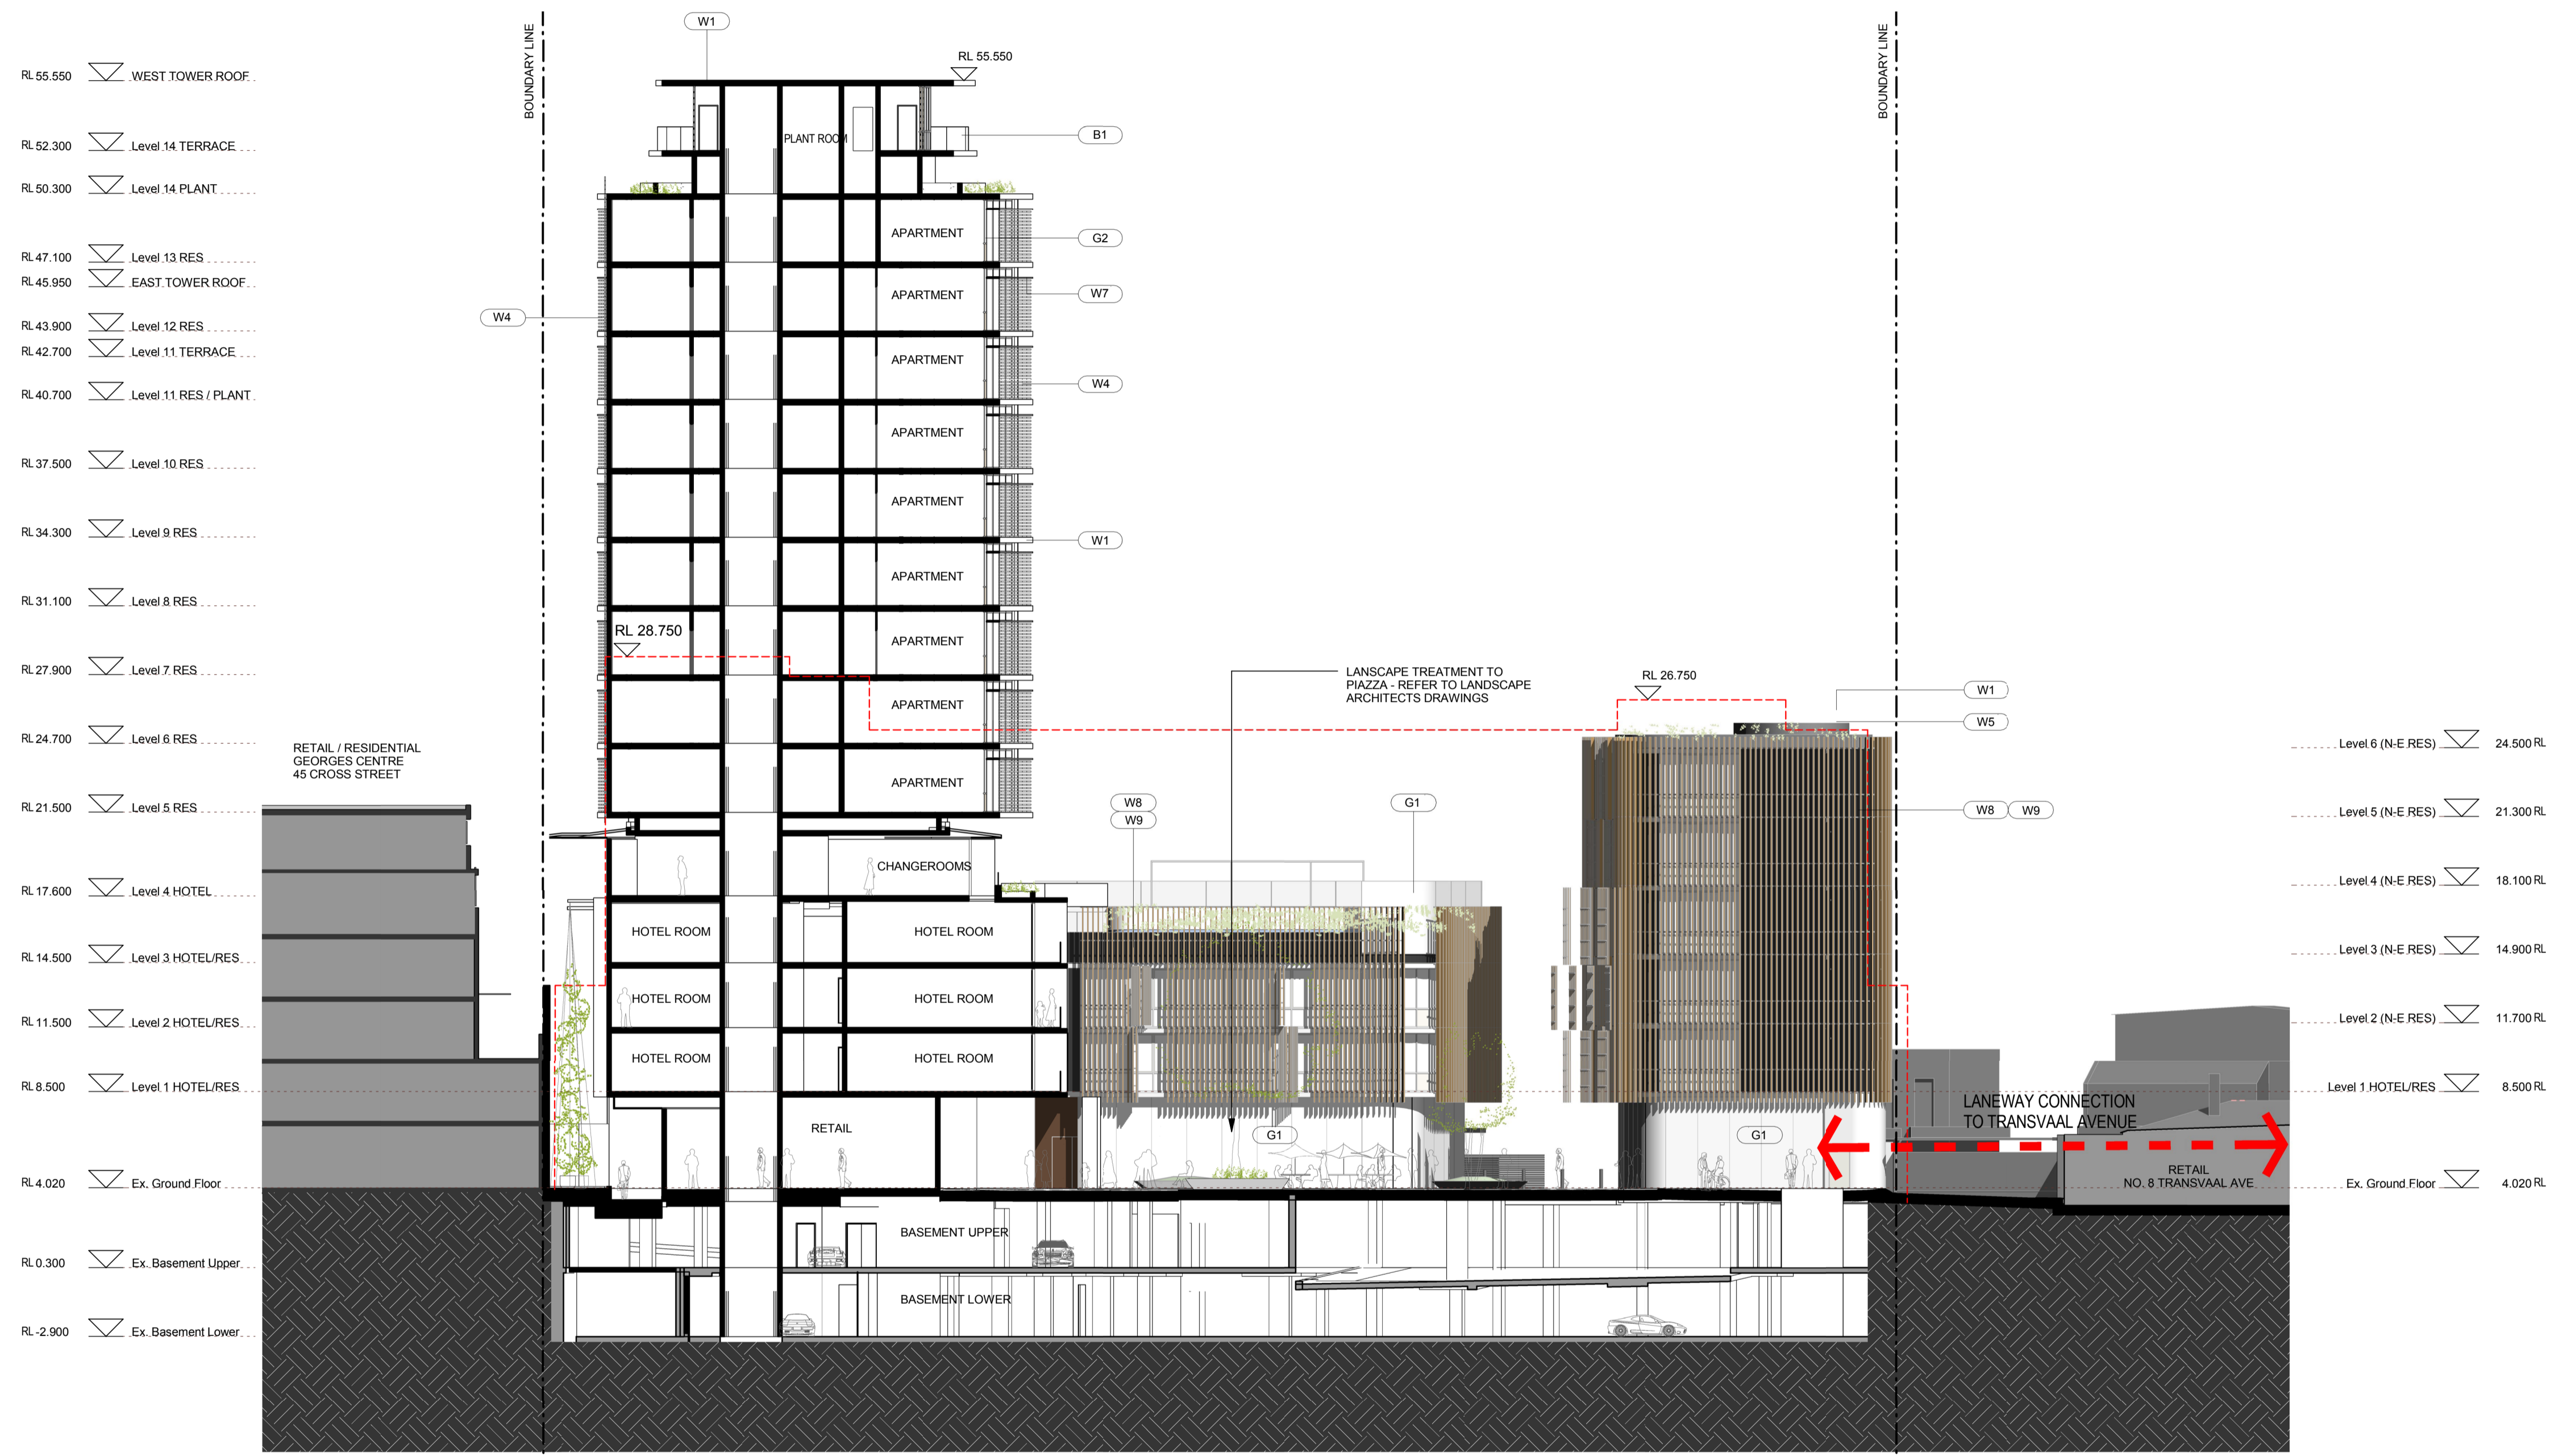 W1
BOUNDARY LINE
BOUNDARY LINE
RL 55.550 WEST TOWER ROOF
RL 55.550
RL 52.300 Level 14 TERRACE
PLANT ROOM
B1
RL 50.300 Level 14 PLANT
APARTMENT
G2
RL 47.100 Level 13 RES
RL 45.950 EAST TOWER ROOF
APARTMENT
W7
W4
RL 43.900 Level 12 RES
RL 42.700 Level 11 TERRACE
APARTMENT
W4
RL 40.700 Level 11 RES / PLANT
APARTMENT
RL 37.500 Level 10 RES
APARTMENT
RL 34.300 Level 9 RES
W1
APARTMENT
RL 31.100 Level 8 RES
RL 28.750
APARTMENT
RL 27.900 Level 7 RES
LANSCAPE TREATMENT TO
PIAZZA - REFER TO LANDSCAPE
ARCHITECTS DRAWINGS
RL 26.750
W1
APARTMENT
W5
RL 24.700 Level 6 RES
Level 6 (N-E RES) 24.500 RL
RETAIL / RESIDENTIAL
GEORGES CENTRE
45 CROSS STREET
APARTMENT
RL 21.500 Level 5 RES
W8
W9
G1
W8 W9
Level 5 (N-E RES) 21.300 RL
CHANGEROOMS
RL 17.600 Level 4 HOTEL
Level 4 (N-E RES) 18.100 RL
HOTEL ROOM HOTEL ROOM
RL 14.500 Level 3 HOTEL/RES
Level 3 (N-E RES) 14.900 RL
HOTEL ROOM HOTEL ROOM
RL 11.500 Level 2 HOTEL/RES
Level 2 (N-E RES) 11.700 RL
HOTEL ROOM HOTEL ROOM
RL 8.500 Level 1 HOTEL/RES
Level 1 HOTEL/RES 8.500 RL
LANEWAY CONNECTION
TO TRANSVAAL AVENUE
RETAIL
G1
G1
RETAIL
NO. 8 TRANSVAAL AVE
RL 4.020 Ex. Ground Floor
Ex. Ground Floor 4.020 RL
BASEMENT UPPER
RL 0.300 Ex. Basement Upper
BASEMENT LOWER
RL -2.900 Ex. Basement Lower